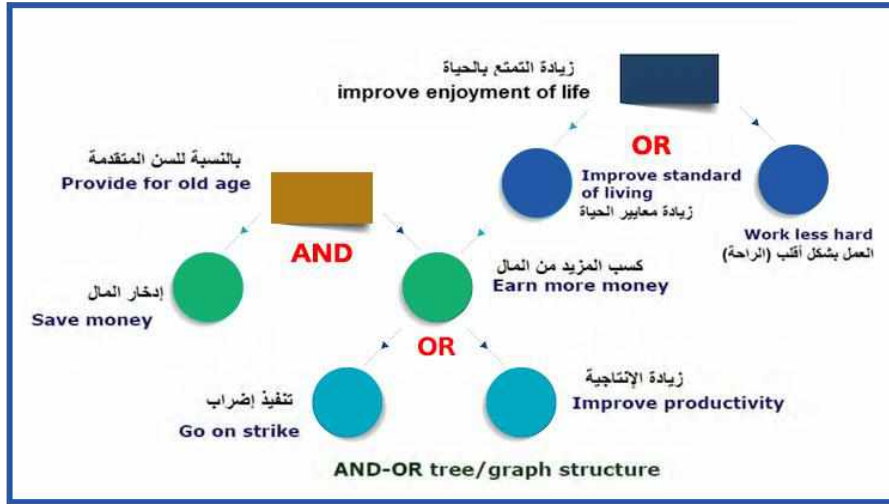 زيادة التمتع بالحياة
improve enjoyment of life
OR
بالنسبة للسن المتقدمة
Provide for old age
Improve standard
of living
زيادة معايير الحياة
Work less hard
العمل بشكل أقلب (الراحة)
AND
كسب المزيد من المال
Earn more money
إدخار المال
Save money
OR
تنفيذ إضراب
Go on strike
زيادة الإنتاجية
Improve productivity
AND-OR tree/graph structure